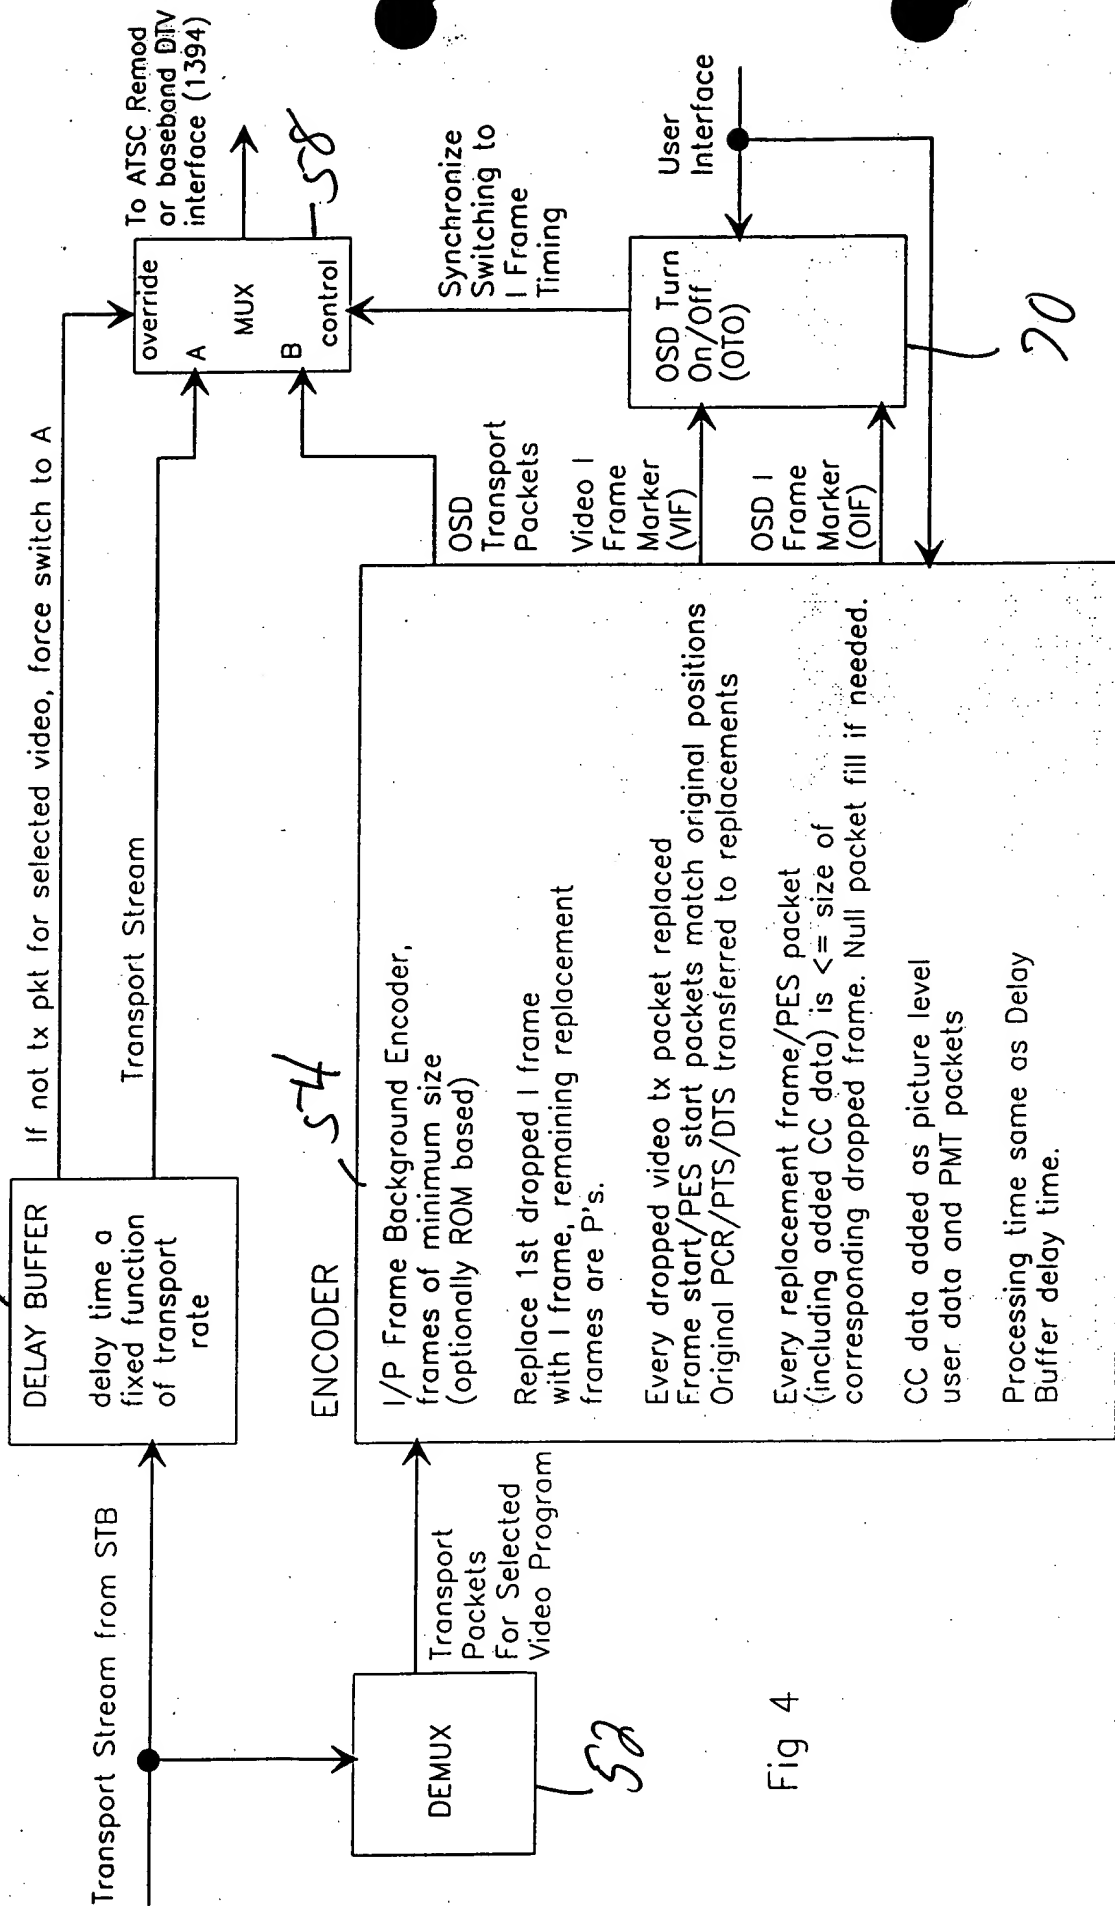 Transport Stream from STB
DELAY BUFFER
delay time a
fixed function
of transport
rate
If not tx pkt for selected video, force switch to A
Transport Stream
override
A
MUX
B
control
58
To ATSC Remod
or baseband DTV
interface (1394)
DEMUX
52
Transport
Packets
For Selected
Video Program
ENCODER
54
I/P Frame Background Encoder,
frames of minimum size
(optionally ROM based)
Replace 1st dropped I frame
with I frame, remaining replacement
frames are P's.
Every dropped video tx packet replaced
Frame start/PES start packets match original positions
Original PCR/PTS/DTS transferred to replacements
Every replacement frame/PES packet
(including added CC data) is <= size of
corresponding dropped frame. Null packet fill if needed.
CC data added as picture level
user data and PMT packets
Processing time same as Delay
Buffer delay time.
OSD
Transport
Packets
Video I
Frame
Marker
(VIF)
OSD I
Frame
Marker
(OIF)
Synchronize
Switching to
I Frame
Timing
OSD Turn
On/Off
(OTO)
70
User
Interface
Fig 4